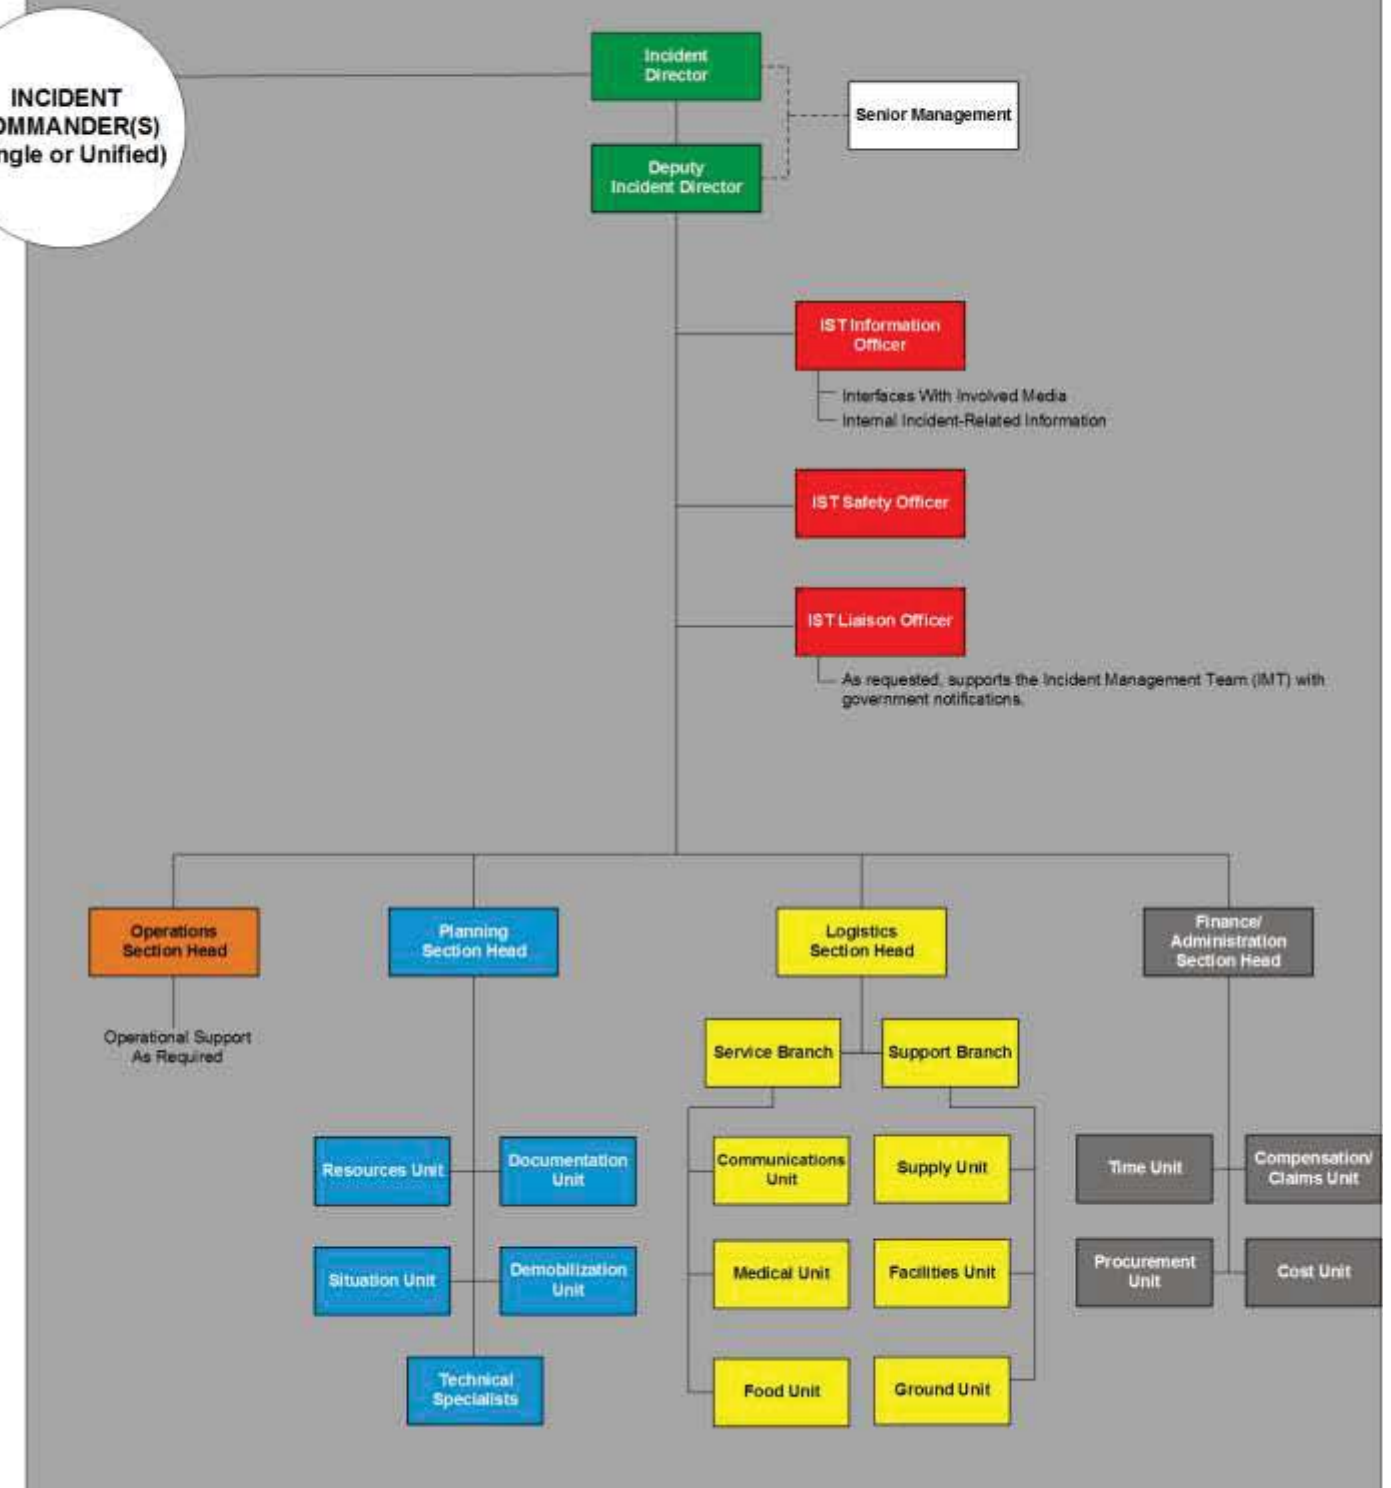 INCIDENT
OMMANDER(S)
ngle or Unified)
Incident
Director
Senior Management
Deputy
Incident Director
IST Information
Officer
Interfaces With Involved Media
Internal Incident-Related Information
IST Safety Officer
IST Liaison Officer
As requested, supports the Incident Management Team (IMT) with
government notifications.
Operations
Section Head
Operational Support
As Required
Planning
Section Head
Resources Unit
Documentation
Unit
Situation Unit
Demobilization
Unit
Technical
Specialists
Logistics
Section Head
Service Branch
Support Branch
Communications
Unit
Supply Unit
Medical Unit
Facilities Unit
Food Unit
Ground Unit
Finance/
Administration
Section Head
Time Unit
Compensation/
Claims Unit
Procurement
Unit
Cost Unit